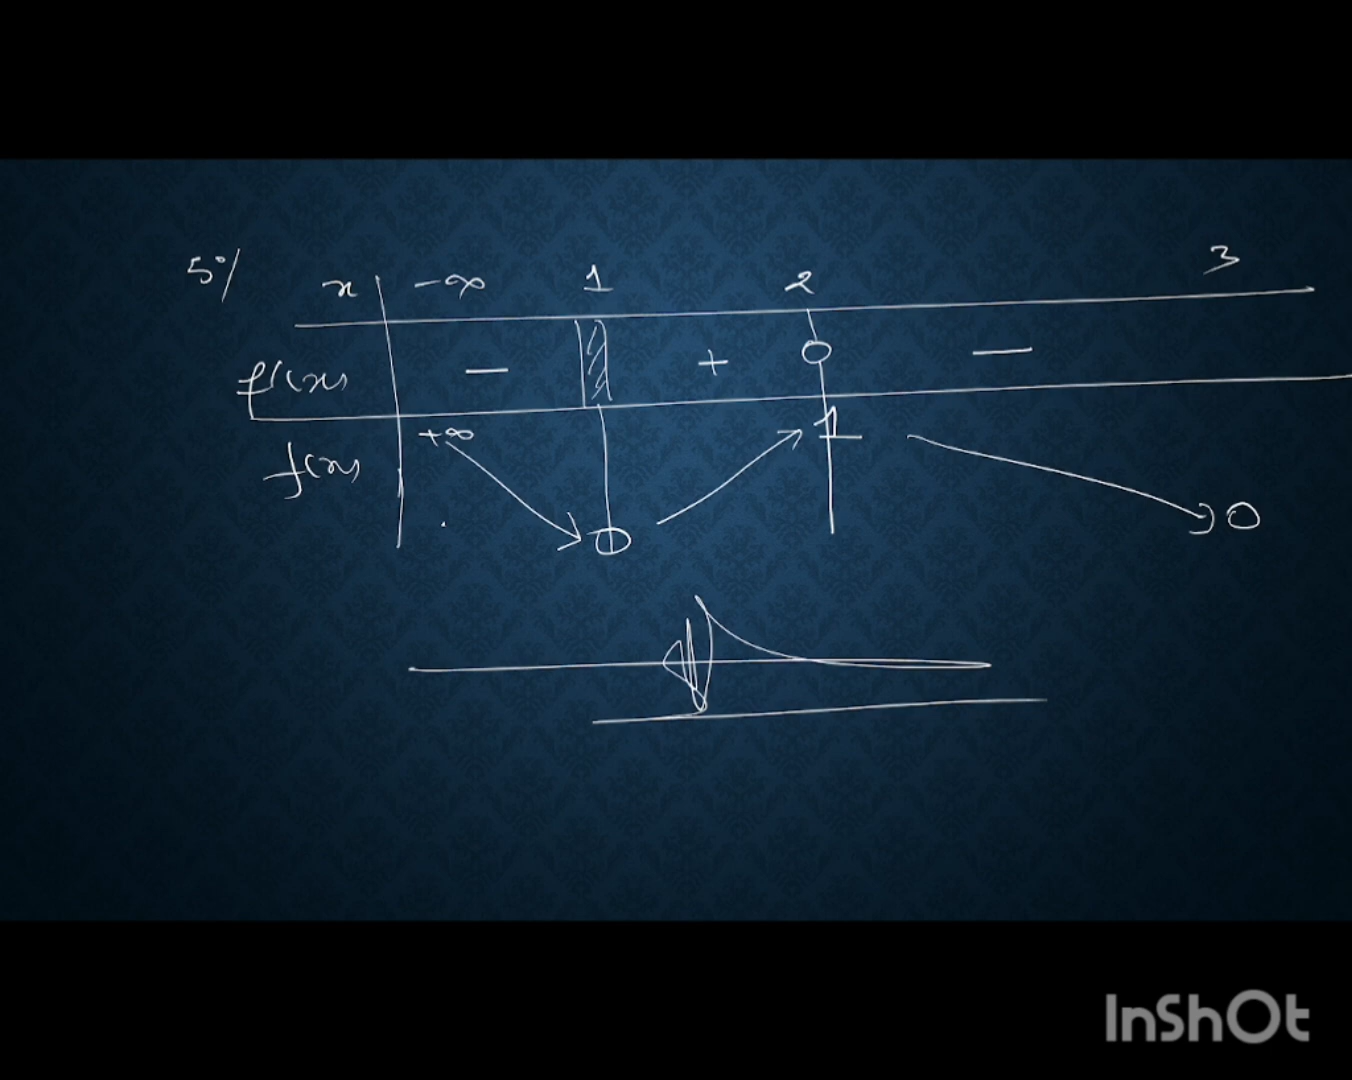 5°/ x -∞ 1 2 3
f'(x) - + 0 -
f(x) +∞ 0 1 0
InShOt